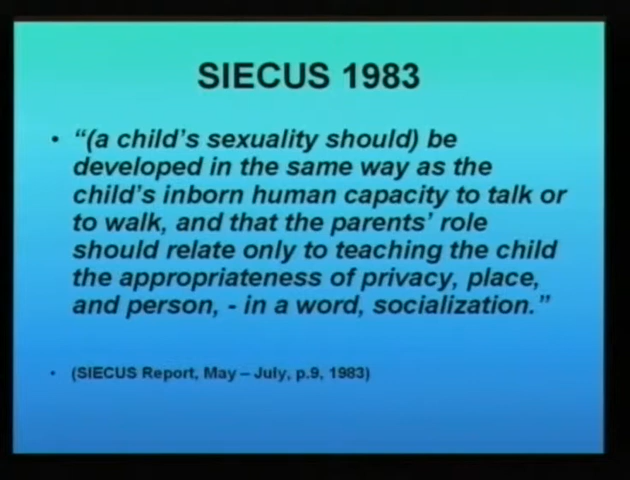 SIECUS 1983
• “(a child’s sexuality should) be
developed in the same way as the
child’s inborn human capacity to talk or
to walk, and that the parents’ role
should relate only to teaching the child
the appropriateness of privacy, place,
and person, - in a word, socialization.”
• (SIECUS Report, May – July, p.9, 1983)